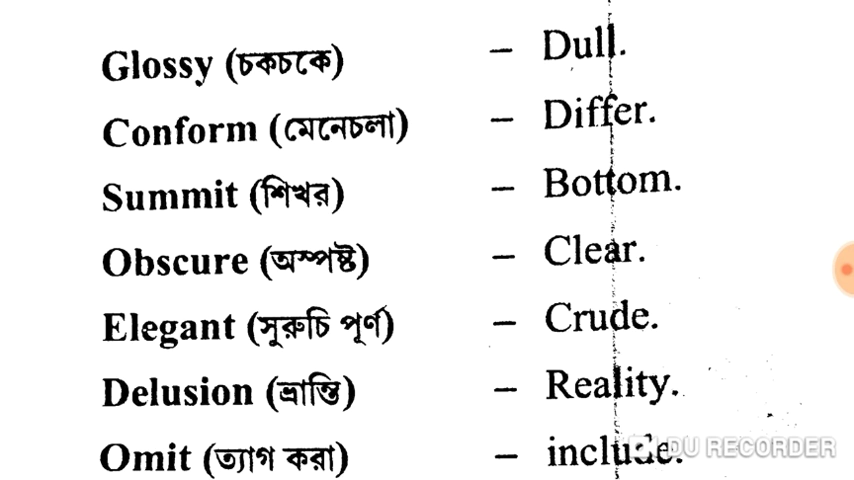 Glossy (চকচকে) – Dull.
Conform (মেনেচলা) – Differ.
Summit (শিখর) – Bottom.
Obscure (অস্পষ্ট) – Clear.
Elegant (সুরুচি পূর্ণ) – Crude.
Delusion (ভ্রান্তি) – Reality.
Omit (ত্যাগ করা) – include.
DU RECORDER